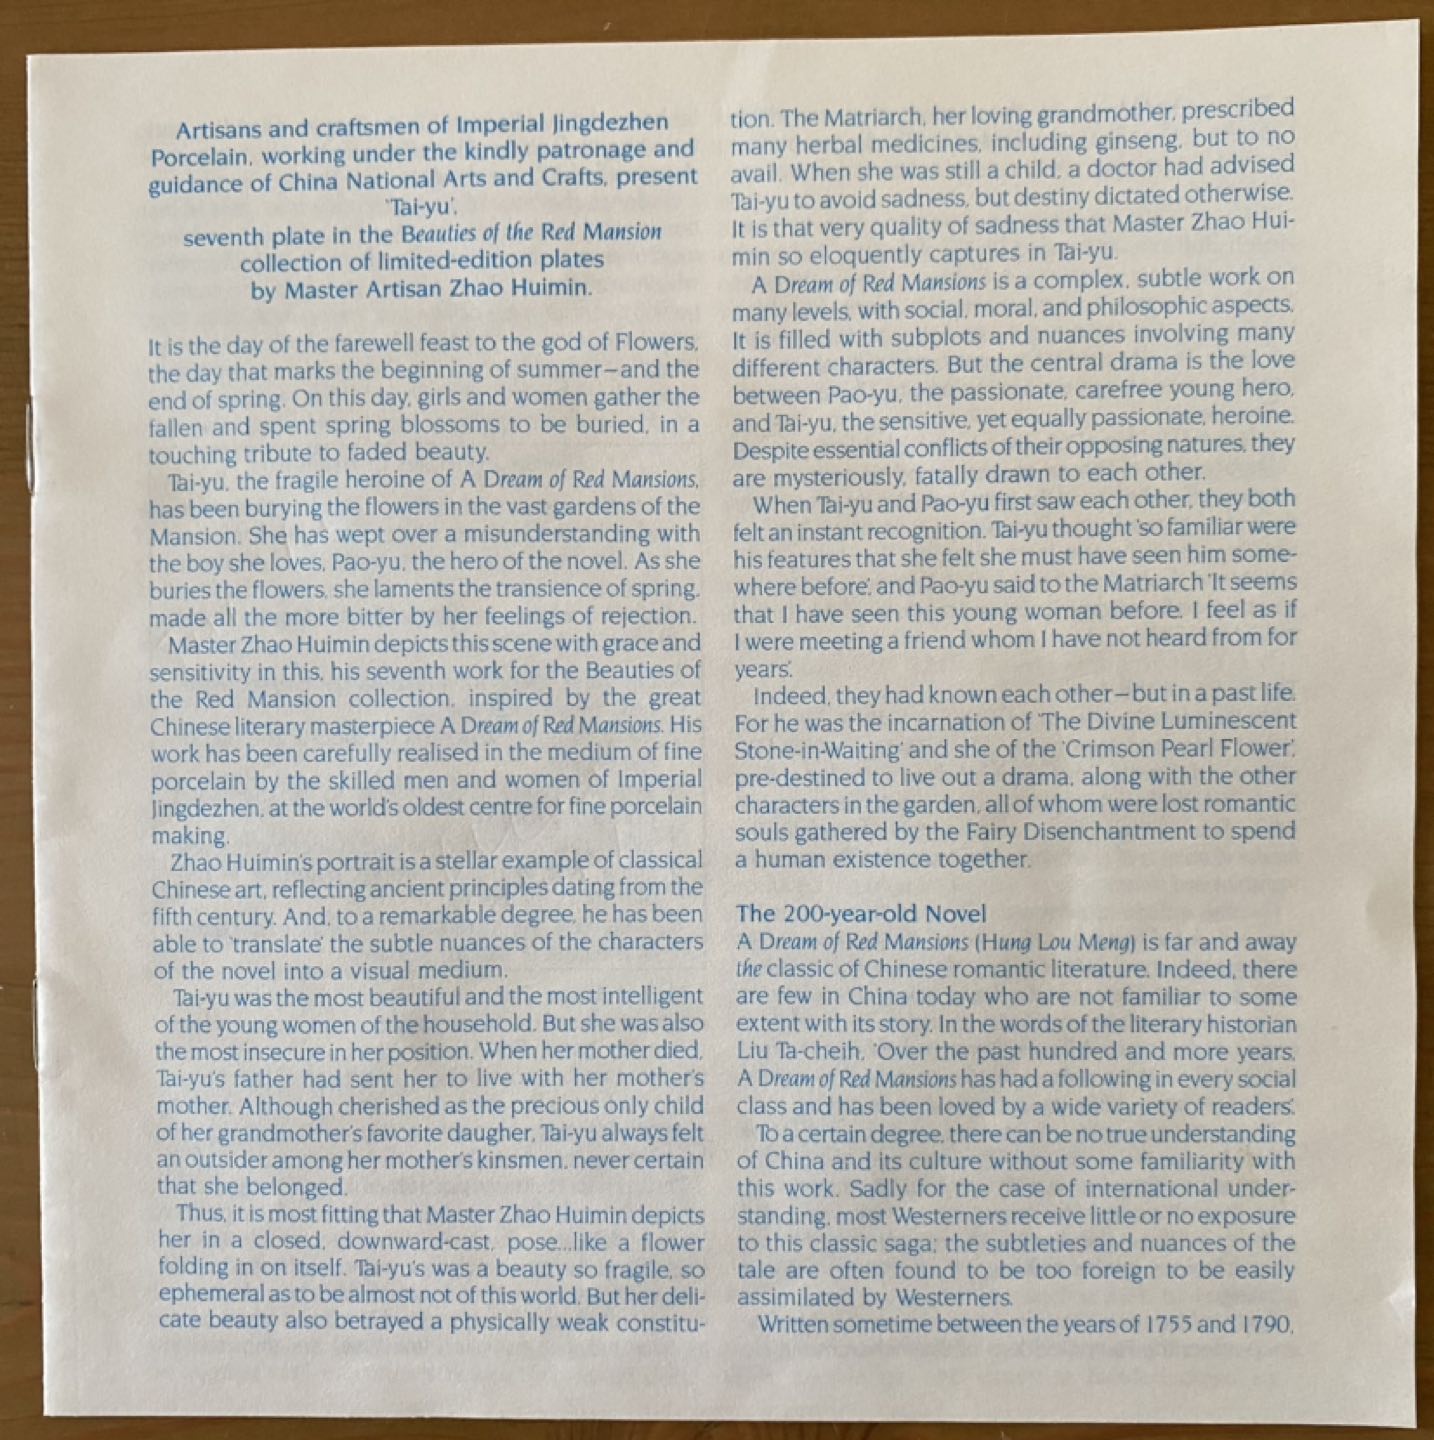 Artisans and craftsmen of Imperial Jingdezhen
Porcelain, working under the kindly patronage and
guidance of China National Arts and Crafts, present
'Tai-yu',
seventh plate in the Beauties of the Red Mansion
collection of limited-edition plates
by Master Artisan Zhao Huimin.
It is the day of the farewell feast to the god of Flowers,
the day that marks the beginning of summer—and the
end of spring. On this day, girls and women gather the
fallen and spent spring blossoms to be buried, in a
touching tribute to faded beauty.
Tai-yu, the fragile heroine of A Dream of Red Mansions,
has been burying the flowers in the vast gardens of the
Mansion. She has wept over a misunderstanding with
the boy she loves, Pao-yu, the hero of the novel. As she
buries the flowers, she laments the transience of spring,
made all the more bitter by her feelings of rejection.
Master Zhao Huimin depicts this scene with grace and
sensitivity in this, his seventh work for the Beauties of
the Red Mansion collection, inspired by the great
Chinese literary masterpiece A Dream of Red Mansions. His
work has been carefully realised in the medium of fine
porcelain by the skilled men and women of Imperial
Jingdezhen, at the world's oldest centre for fine porcelain
making.
Zhao Huimin's portrait is a stellar example of classical
Chinese art, reflecting ancient principles dating from the
fifth century. And, to a remarkable degree, he has been
able to 'translate' the subtle nuances of the characters
of the novel into a visual medium.
Tai-yu was the most beautiful and the most intelligent
of the young women of the household. But she was also
the most insecure in her position. When her mother died,
Tai-yu's father had sent her to live with her mother's
mother. Although cherished as the precious only child
of her grandmother's favorite daugher, Tai-yu always felt
an outsider among her mother's kinsmen, never certain
that she belonged.
Thus, it is most fitting that Master Zhao Huimin depicts
her in a closed, downward-cast, pose...like a flower
folding in on itself. Tai-yu's was a beauty so fragile, so
ephemeral as to be almost not of this world. But her deli-
cate beauty also betrayed a physically weak constitu-
tion. The Matriarch, her loving grandmother, prescribed
many herbal medicines, including ginseng, but to no
avail. When she was still a child, a doctor had advised
Tai-yu to avoid sadness, but destiny dictated otherwise.
It is that very quality of sadness that Master Zhao Hui-
min so eloquently captures in Tai-yu.
A Dream of Red Mansions is a complex, subtle work on
many levels, with social, moral, and philosophic aspects.
It is filled with subplots and nuances involving many
different characters. But the central drama is the love
between Pao-yu, the passionate, carefree young hero,
and Tai-yu, the sensitive, yet equally passionate, heroine.
Despite essential conflicts of their opposing natures, they
are mysteriously, fatally drawn to each other.
When Tai-yu and Pao-yu first saw each other, they both
felt an instant recognition. Tai-yu thought 'so familiar were
his features that she felt she must have seen him some-
where before', and Pao-yu said to the Matriarch 'It seems
that I have seen this young woman before. I feel as if
I were meeting a friend whom I have not heard from for
years'.
Indeed, they had known each other—but in a past life.
For he was the incarnation of 'The Divine Luminescent
Stone-in-Waiting' and she of the 'Crimson Pearl Flower',
pre-destined to live out a drama, along with the other
characters in the garden, all of whom were lost romantic
souls gathered by the Fairy Disenchantment to spend
a human existence together.
The 200-year-old Novel
A Dream of Red Mansions (Hung Lou Meng) is far and away
the classic of Chinese romantic literature. Indeed, there
are few in China today who are not familiar to some
extent with its story. In the words of the literary historian
Liu Ta-cheih, 'Over the past hundred and more years,
A Dream of Red Mansions has had a following in every social
class and has been loved by a wide variety of readers'.
To a certain degree, there can be no true understanding
of China and its culture without some familiarity with
this work. Sadly for the case of international under-
standing, most Westerners receive little or no exposure
to this classic saga; the subtleties and nuances of the
tale are often found to be too foreign to be easily
assimilated by Westerners.
Written sometime between the years of 1755 and 1790,